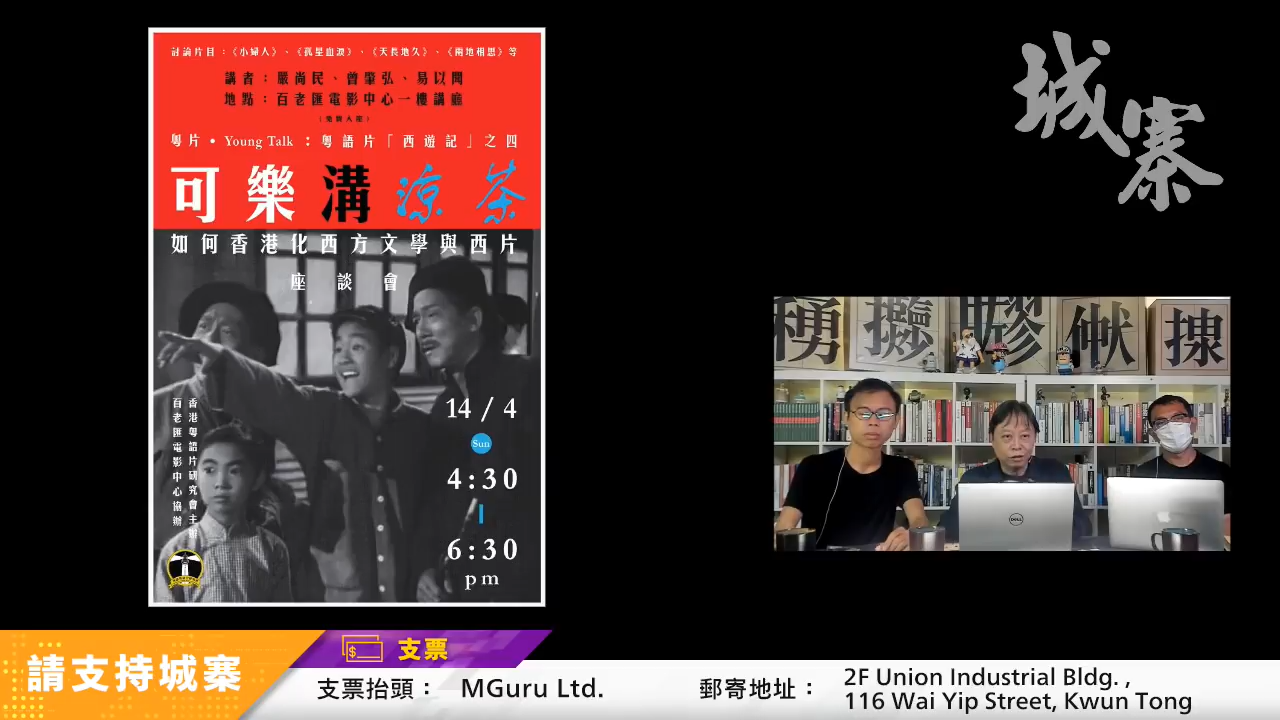 討論片目：《小婦人》、《孤星血淚》、《天長地久》、《兩地相思》等
講者：嚴尚民、曾肇弘、易以聞
地點：百老匯電影中心一樓講廳
（免費入座）
粵片•Young Talk：粵語片「西遊記」之四
可樂溝涼茶
如何香港化西方文學與西片
座談會
14 / 4
Sun
4:30
6:30
pm
香港粵語片研究會主辦
百老匯電影中心協辦
城寨
DELL
請支持城寨
支票
支票抬頭： MGuru Ltd.
郵寄地址：
2F Union Industrial Bldg. ,
116 Wai Yip Street, Kwun Tong